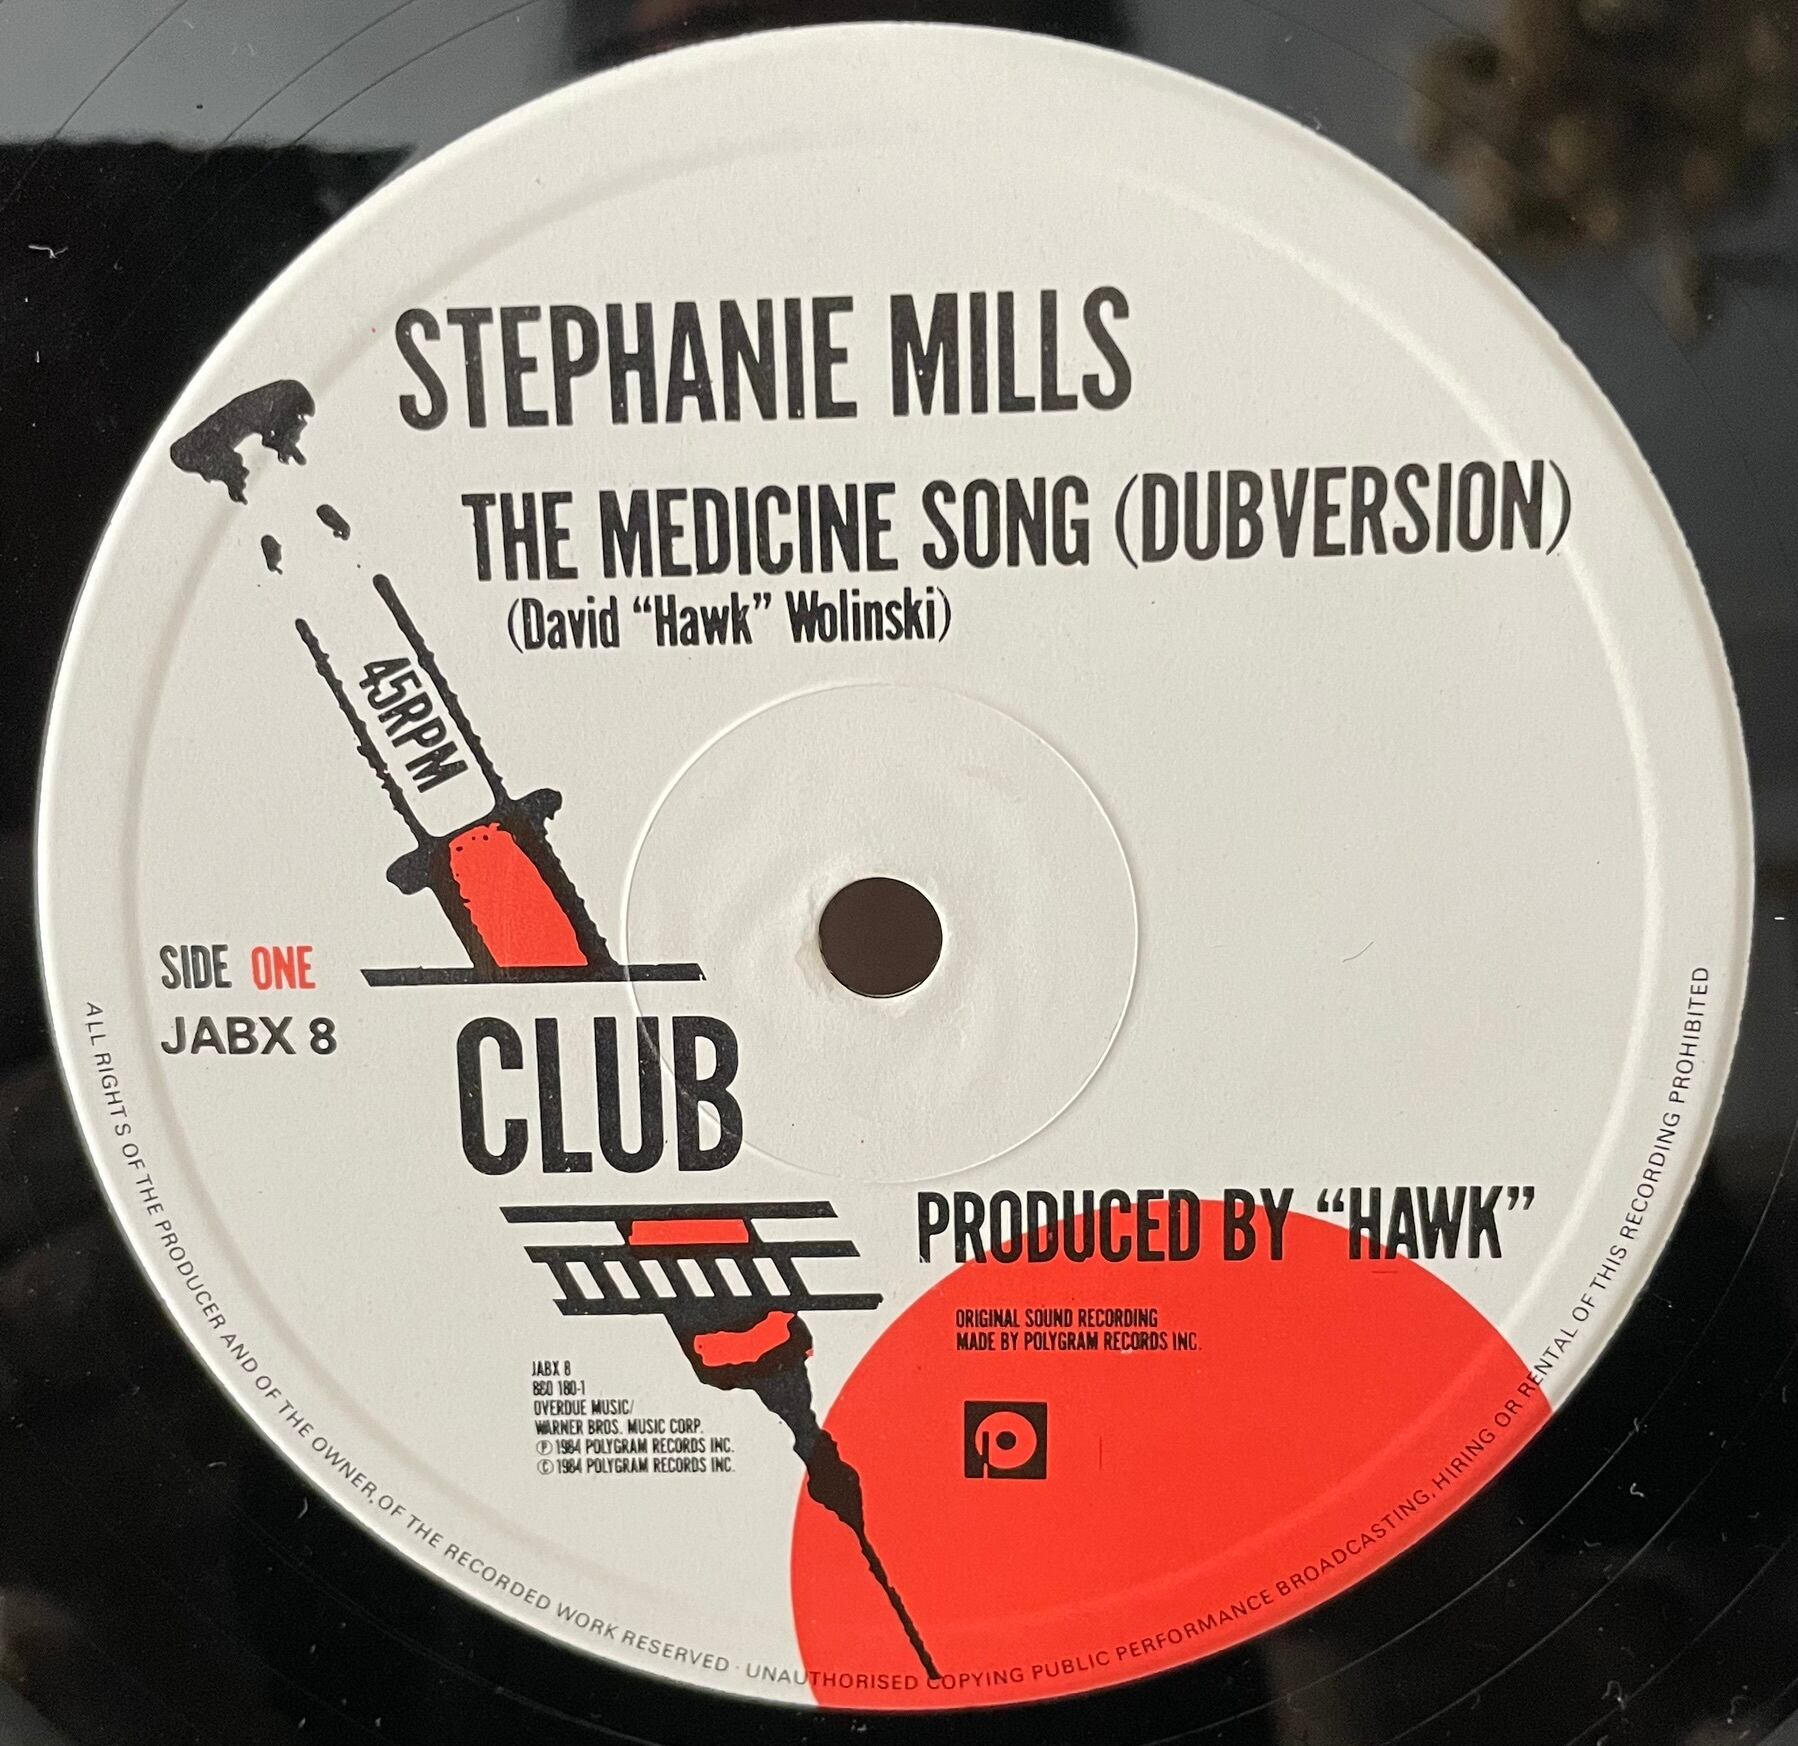 STEPHANIE MILLS
THE MEDICINE SONG (DUBVERSION)
(David “Hawk” Wolinski)
45RPM
SIDE ONE
JABX 8
CLUB
PRODUCED BY “HAWK”
ORIGINAL SOUND RECORDING
MADE BY POLYGRAM RECORDS INC.
JABX 8
880 180-1
OVERDUE MUSIC/
WARNER BROS. MUSIC CORP.
Ⓟ 1984 POLYGRAM RECORDS INC.
© 1984 POLYGRAM RECORDS INC.
ALL RIGHTS OF THE PRODUCER AND OF THE OWNER, OF THE RECORDED WORK RESERVED · UNAUTHORISED COPYING PUBLIC PERFORMANCE BROADCASTING, HIRING OR RENTAL OF THIS RECORDING PROHIBITED